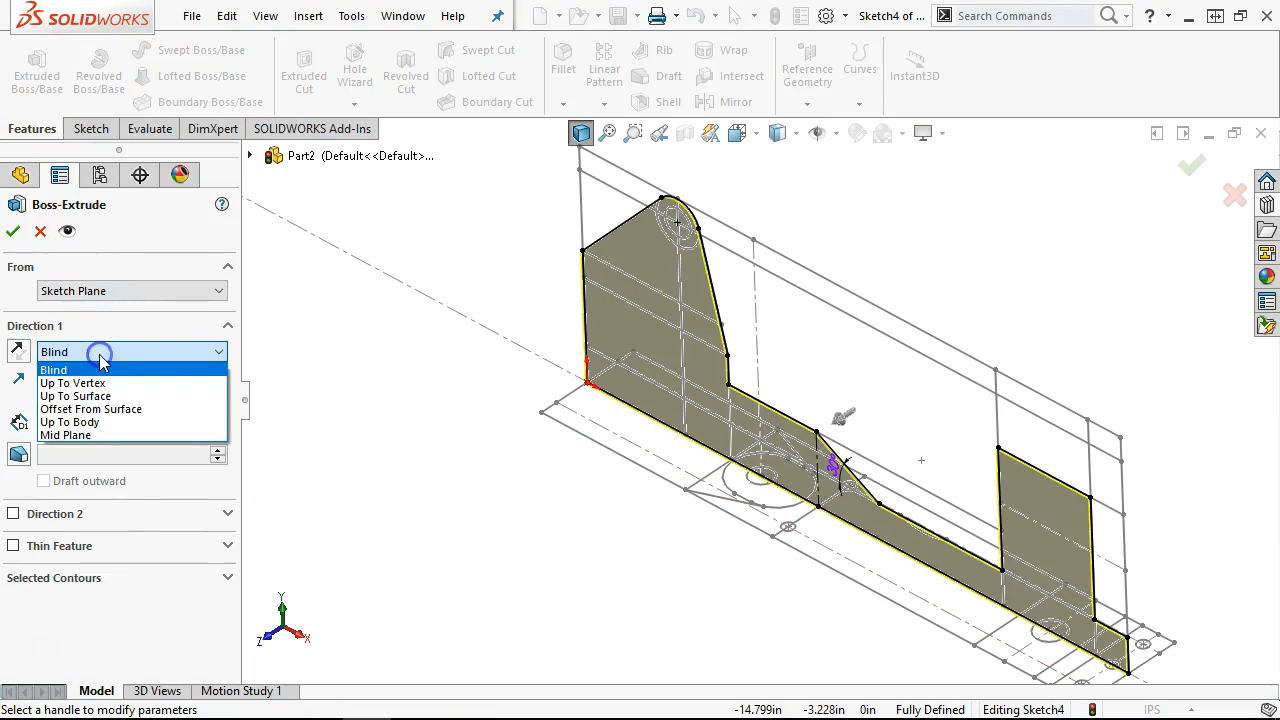 SOLIDWORKS File Edit View Insert Tools Window Help Sketch4 of ... Search Commands ?
Extruded Boss/Base
Revolved Boss/Base
Swept Boss/Base
Lofted Boss/Base
Boundary Boss/Base
Extruded Cut
Hole Wizard
Revolved Cut
Swept Cut
Lofted Cut
Boundary Cut
Fillet
Linear Pattern
Rib
Draft
Shell
Wrap
Intersect
Mirror
Reference Geometry
Curves
Instant3D
Features Sketch Evaluate DimXpert SOLIDWORKS Add-Ins
Part2 (Default<<Default>...
Boss-Extrude
From
Sketch Plane
Direction 1
Blind
Blind
Up To Vertex
Up To Surface
Offset From Surface
Up To Body
Mid Plane
Draft outward
Direction 2
Thin Feature
Selected Contours
30°
Y
Z
X
Model 3D Views Motion Study 1
Select a handle to modify parameters -14.799in -3.228in 0in Fully Defined Editing Sketch4 IPS